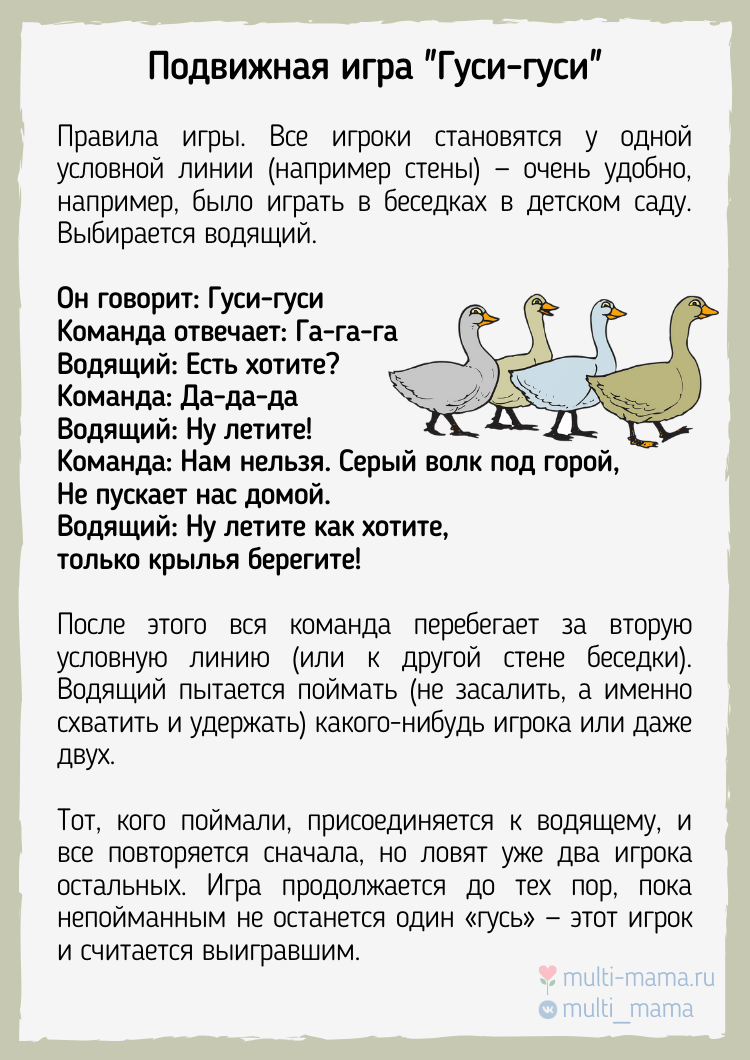 Подвижная игра "Гуси-гуси"
Правила игры. Все игроки становятся у одной
условной линии (например стены) – очень удобно,
например, было играть в беседках в детском саду.
Выбирается водящий.
Он говорит: Гуси-гуси
Команда отвечает: Га-га-га
Водящий: Есть хотите?
Команда: Да-да-да
Водящий: Ну летите!
Команда: Нам нельзя. Серый волк под горой,
Не пускает нас домой.
Водящий: Ну летите как хотите,
только крылья берегите!
После этого вся команда перебегает за вторую
условную линию (или к другой стене беседки).
Водящий пытается поймать (не засалить, а именно
схватить и удержать) какого-нибудь игрока или даже
двух.
Тот, кого поймали, присоединяется к водящему, и
все повторяется сначала, но ловят уже два игрока
остальных. Игра продолжается до тех пор, пока
непойманным не останется один «гусь» – этот игрок
и считается выигравшим.
multi-mama.ru
multi_mama